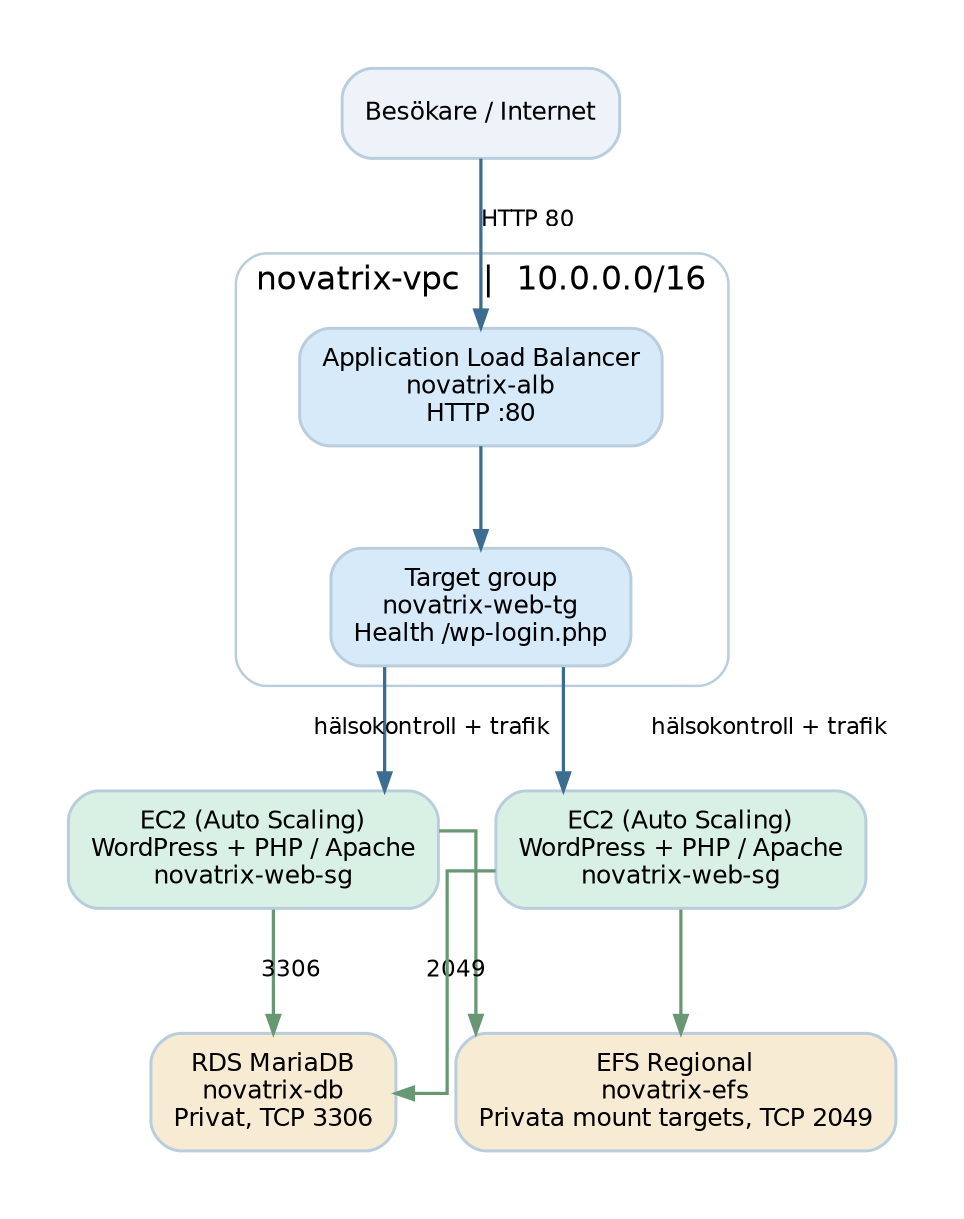 Besökare / Internet
HTTP 80
novatrix-vpc | 10.0.0.0/16
Application Load Balancer
novatrix-alb
HTTP :80
Target group
novatrix-web-tg
Health /wp-login.php
hälsokontroll + trafik
hälsokontroll + trafik
EC2 (Auto Scaling)
WordPress + PHP / Apache
novatrix-web-sg
EC2 (Auto Scaling)
WordPress + PHP / Apache
novatrix-web-sg
3306
2049
RDS MariaDB
novatrix-db
Privat, TCP 3306
EFS Regional
novatrix-efs
Privata mount targets, TCP 2049